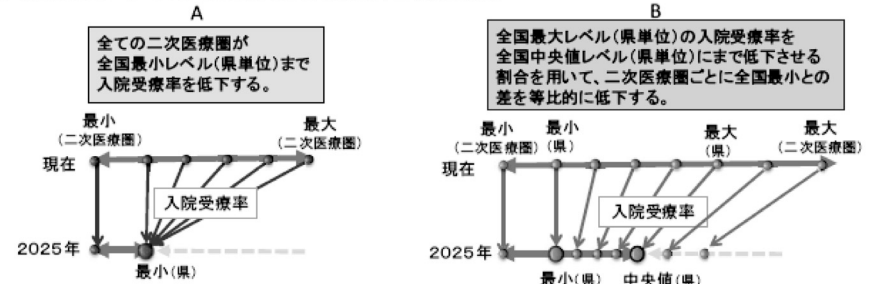 A
全ての二次医療圏が
全国最小レベル(県単位)まで
入院受療率を低下する。
最小
(二次医療圏)
最大
(二次医療圏)
現在
入院受療率
2025年
最小(県)
B
全国最大レベル(県単位)の入院受療率を
全国中央値レベル(県単位)にまで低下させる
割合を用いて、二次医療圏ごとに全国最小との
差を等比的に低下する。
最小
(二次医療圏)
最小
(県)
最大
(県)
最大
(二次医療圏)
現在
入院受療率
2025年
最小(県)
中央値(県)